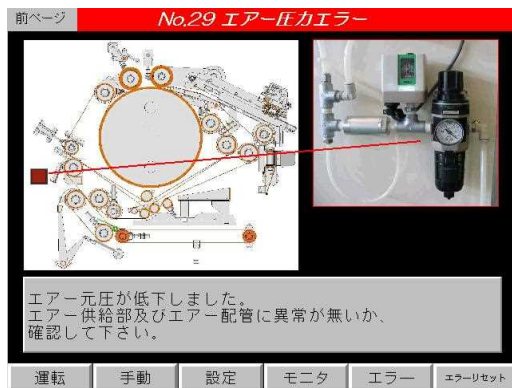 前ページ
No.29 エアー圧力エラー
エアー元圧が低下しました。
エアー供給部及びエアー配管に異常が無いか、
確認して下さい。
運転
手動
設定
モニタ
エラー
エラーリセット